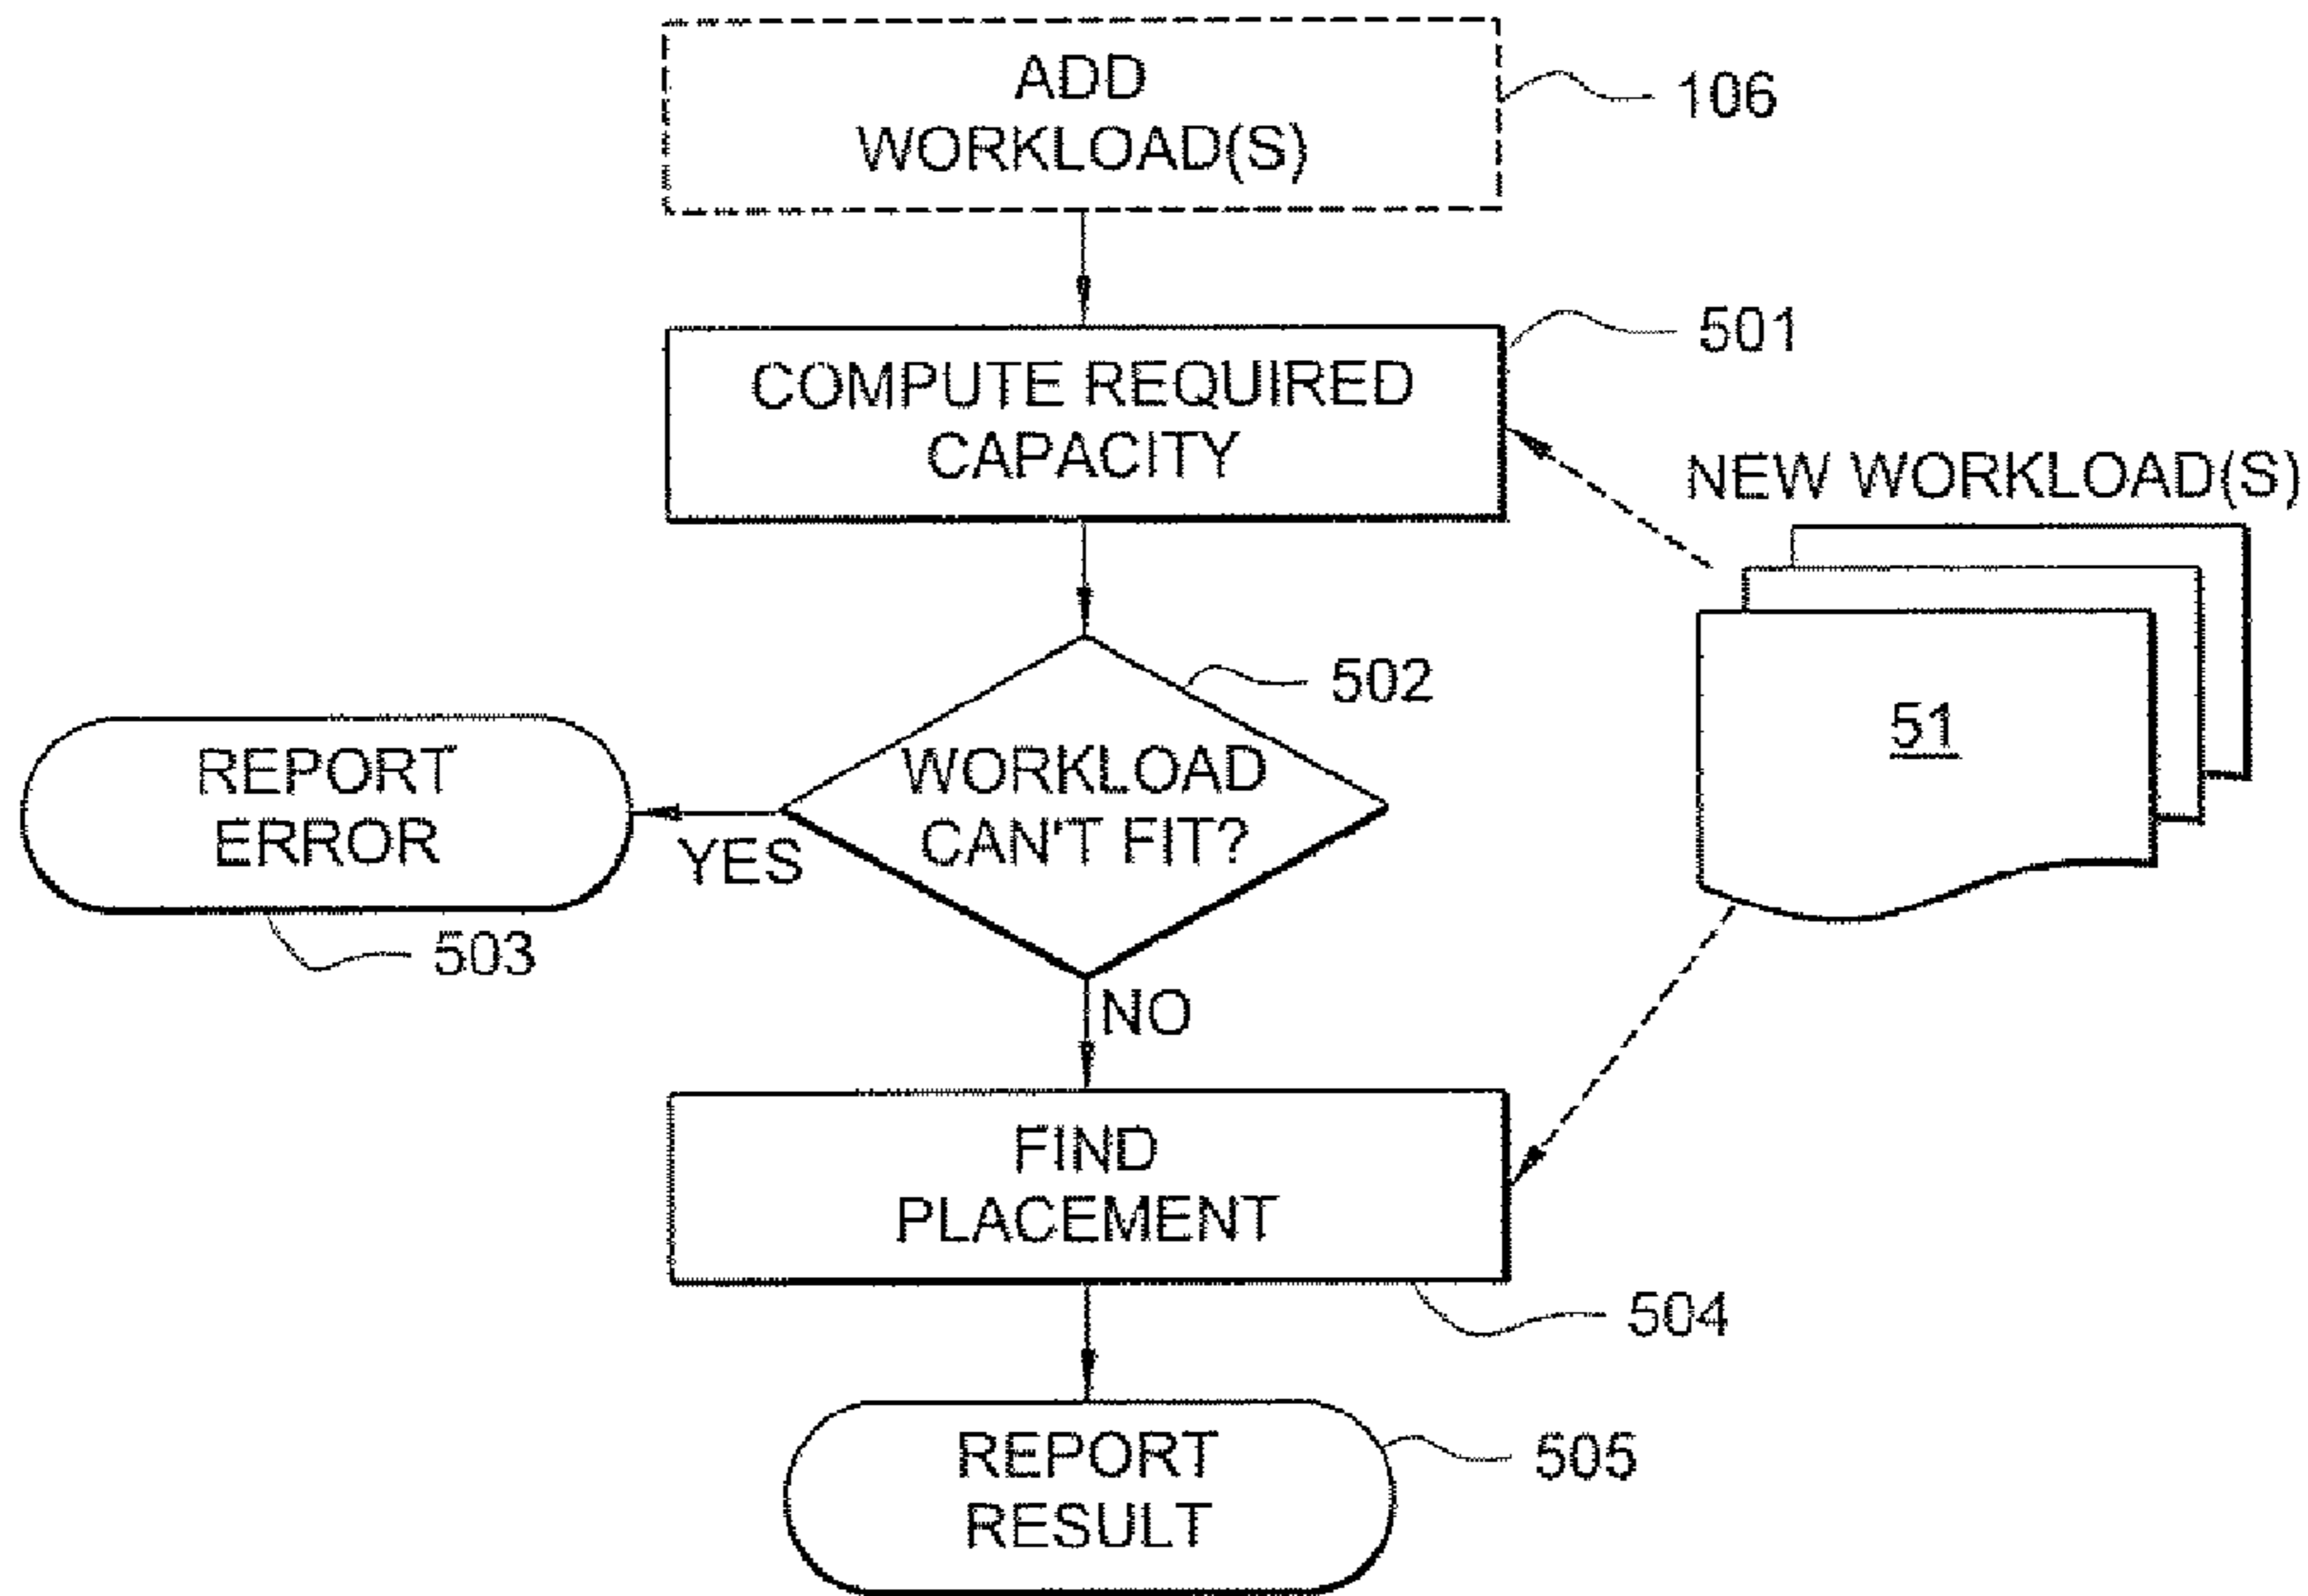 ADD
WORKLOAD(S)
106
COMPUTE REQUIRED
CAPACITY
501
NEW WORKLOAD(S)
51
502
WORKLOAD
CAN'T FIT?
YES
REPORT
ERROR
503
NO
FIND
PLACEMENT
504
REPORT
RESULT
505